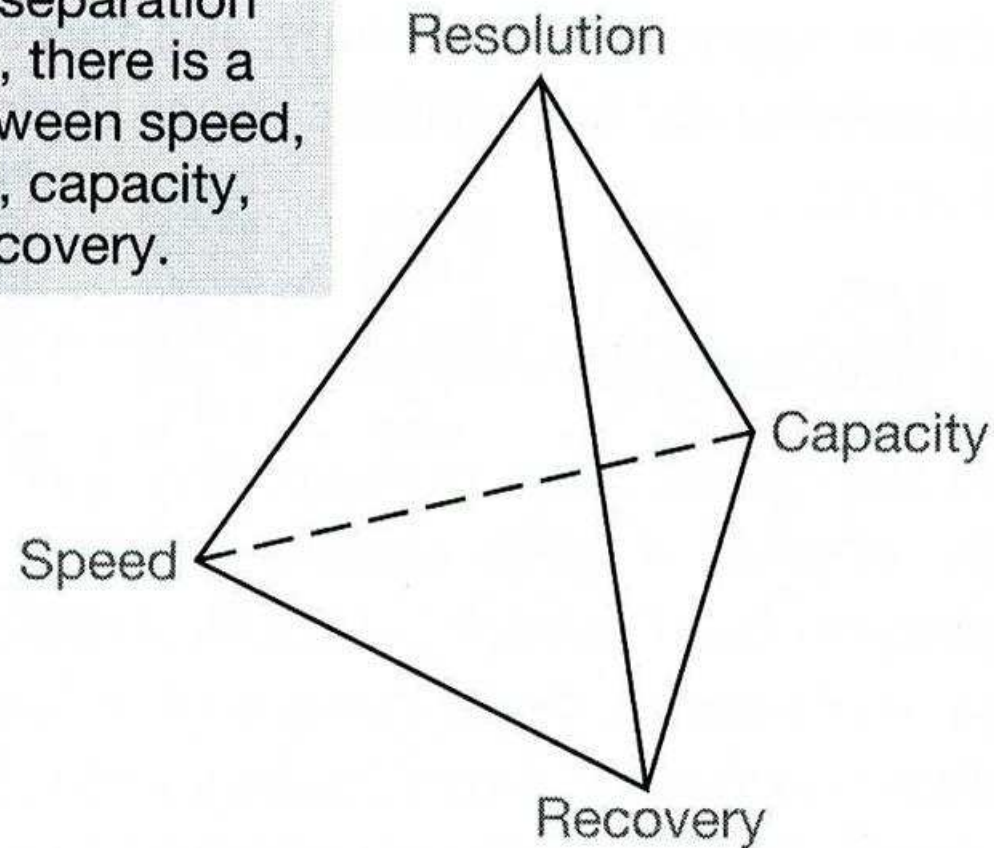 separation
, there is a
ween speed,
, capacity,
covery.
Resolution
Capacity
Speed
Recovery